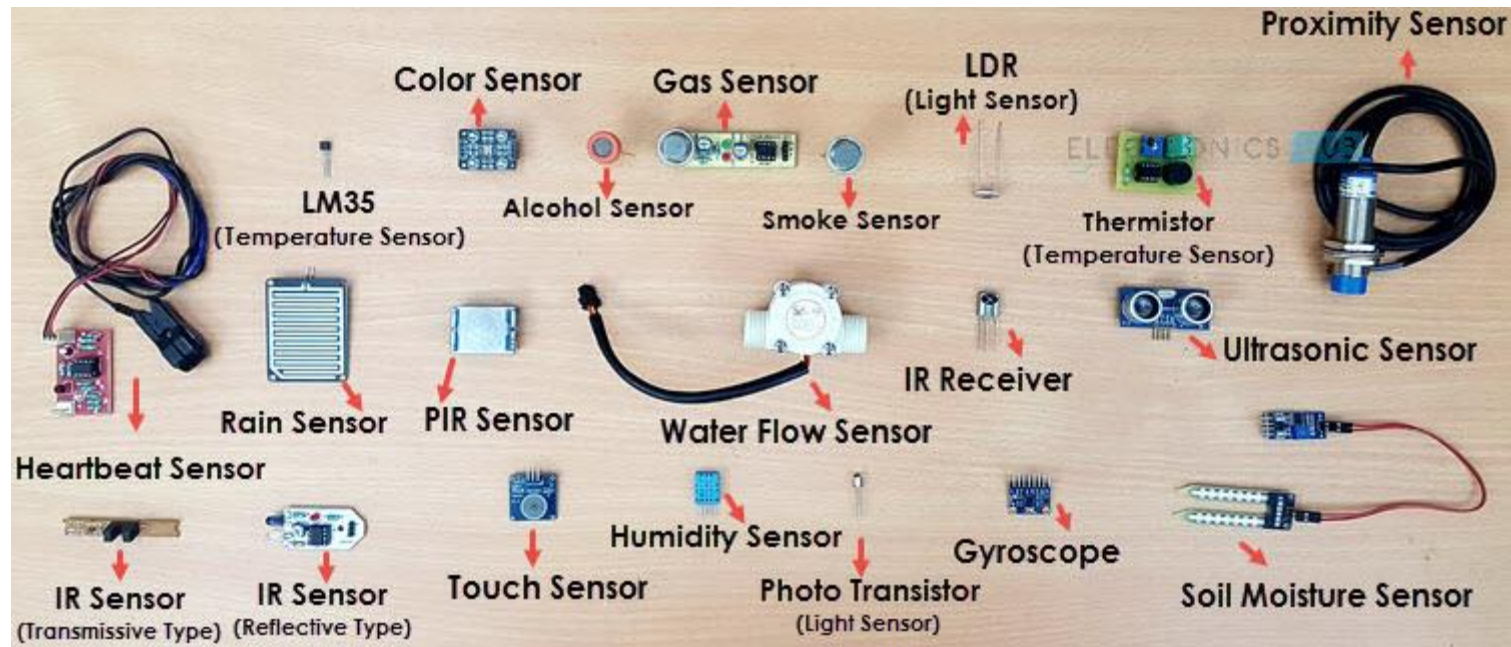 Proximity Sensor
Color Sensor
Gas Sensor
LDR
(Light Sensor)
ELECTRONICS HUB
LM35
(Temperature Sensor)
Alcohol Sensor
Smoke Sensor
Thermistor
(Temperature Sensor)
Ultrasonic Sensor
Rain Sensor
PIR Sensor
Water Flow Sensor
IR Receiver
Heartbeat Sensor
Humidity Sensor
Gyroscope
IR Sensor
(Transmissive Type)
IR Sensor
(Reflective Type)
Touch Sensor
Photo Transistor
(Light Sensor)
Soil Moisture Sensor